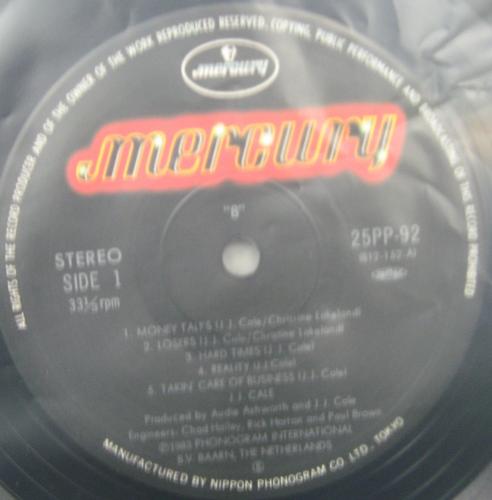 ALL RIGHTS OF THE RECORD PRODUCER AND OF THE OWNER OF THE WORK REPRODUCED RESERVED. COPYING, PUBLIC PERFORMANCE AND BROADCASTING OF THE RECORD PROHIBITED
mercury
mercury
"8"
STEREO
SIDE 1
33⅓rpm
25PP-92
(812-152-A)
1. MONEY TALKS (J.J. Cale/Christine Lakeland)
2. LOSERS (J.J. Cale/Christine Lakeland)
3. HARD TIMES (J.J. Cale)
4. REALITY (J.J.Cale)
5. TAKIN' CARE OF BUSINESS (J.J. Cale)
J.J. CALE
Produced by Audie Ashworth and J.J. Cale
Engineers: Chad Hailey, Rick Horton and Paul Brown
Ⓟ1983 PHONOGRAM INTERNATIONAL
B.V. BAARN, THE NETHERLANDS
MANUFACTURED BY NIPPON PHONOGRAM CO. LTD., TOKYO